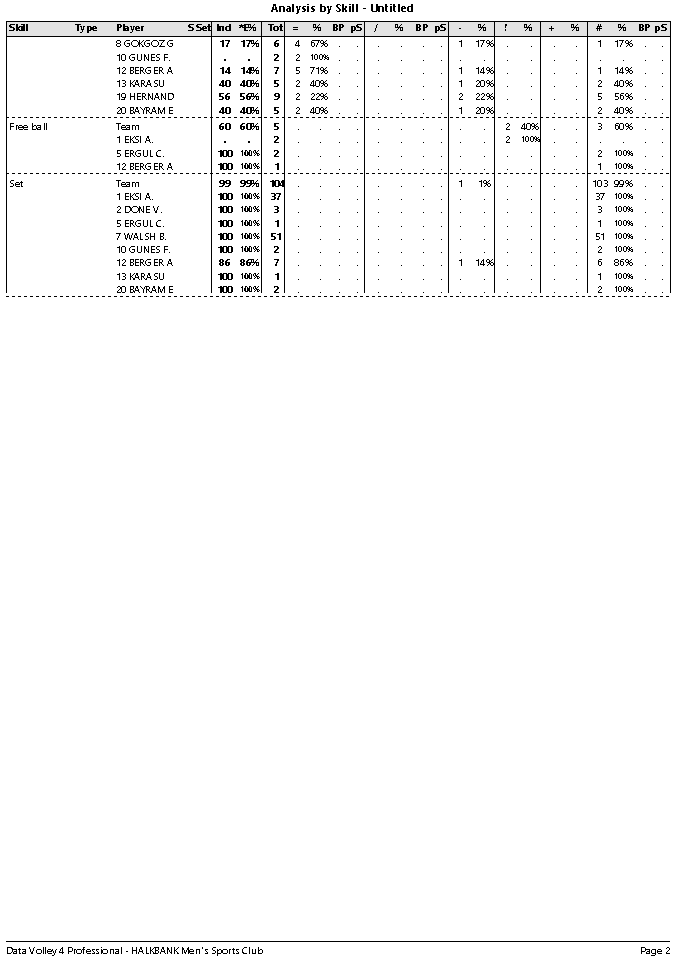 Analysis by Skill - Untitled
Skill Type Player S Set Ind *E% Tot = % BP pS / % BP pS - % ! % + % # % BP pS
8 GOKGOZ G 17 17% 6 4 67% . . . . . . 1 17% . . . . 1 17% . .
10 GUNES F. . . 2 2 100% . . . . . . . . . . . . . . . .
12 BERGER A 14 14% 7 5 71% . . . . . . 1 14% . . . . 1 14% . .
13 KARASU 40 40% 5 2 40% . . . . . . 1 20% . . . . 2 40% . .
19 HERNAND 56 56% 9 2 22% . . . . . . 2 22% . . . . 5 56% . .
20 BAYRAM E 40 40% 5 2 40% . . . . . . 1 20% . . . . 2 40% . .
Free ball Team 60 60% 5 . . . . . . . . . . 2 40% . . 3 60% . .
1 EKSI A. . . 2 . . . . . . . . . . 2 100% . . . . . .
5 ERGUL C. 100 100% 2 . . . . . . . . . . . . . . 2 100% . .
12 BERGER A 100 100% 1 . . . . . . . . . . . . . . 1 100% . .
Set Team 99 99% 104 . . . . . . . . 1 1% . . . . 103 99% . .
1 EKSI A. 100 100% 37 . . . . . . . . . . . . . . 37 100% . .
2 DONE V. 100 100% 3 . . . . . . . . . . . . . . 3 100% . .
5 ERGUL C. 100 100% 1 . . . . . . . . . . . . . . 1 100% . .
7 WALSH B. 100 100% 51 . . . . . . . . . . . . . . 51 100% . .
10 GUNES F. 100 100% 2 . . . . . . . . . . . . . . 2 100% . .
12 BERGER A 86 86% 7 . . . . . . . . 1 14% . . . . 6 86% . .
13 KARASU 100 100% 1 . . . . . . . . . . . . . . 1 100% . .
20 BAYRAM E 100 100% 2 . . . . . . . . . . . . . . 2 100% . .
Data Volley 4 Professional - HALKBANK Men's Sports Club Page 2